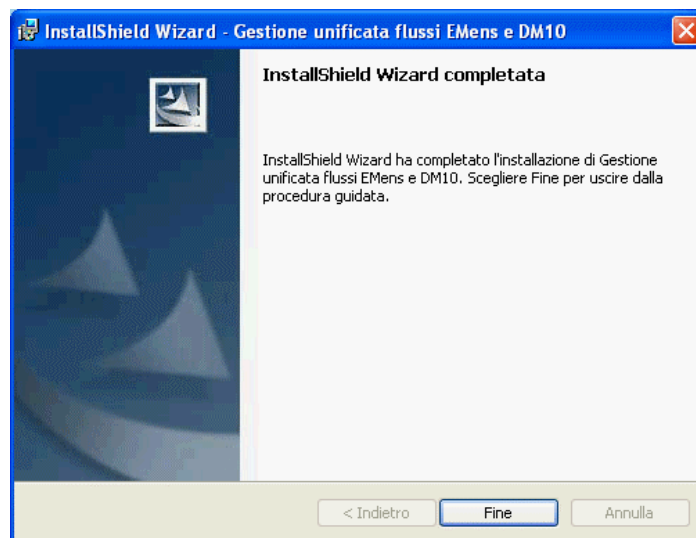 InstallShield Wizard - Gestione unificata flussi EMens e DM10
InstallShield Wizard completata
InstallShield Wizard ha completato l'installazione di Gestione
unificata flussi EMens e DM10. Scegliere Fine per uscire dalla
procedura guidata.
< Indietro
Fine
Annulla